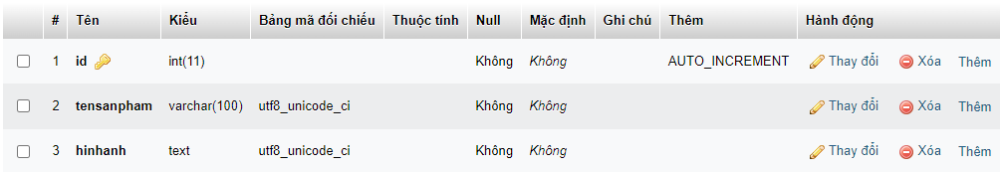 # Tên Kiểu Bảng mã đối chiếu Thuộc tính Null Mặc định Ghi chú Thêm Hành động
1 id int(11) Không Không AUTO_INCREMENT Thay đổi Xóa Thêm
2 tensanpham varchar(100) utf8_unicode_ci Không Không Thay đổi Xóa Thêm
3 hinhanh text utf8_unicode_ci Không Không Thay đổi Xóa Thêm